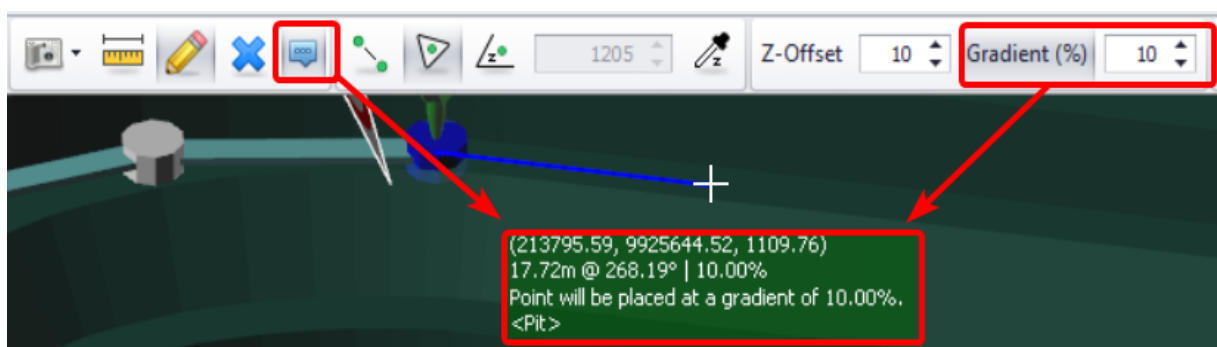 1205 Z-Offset 10 Gradient (%) 10
(213795.59, 9925644.52, 1109.76)
17.72m @ 268.19º | 10.00%
Point will be placed at a gradient of 10.00%.
<Pit>